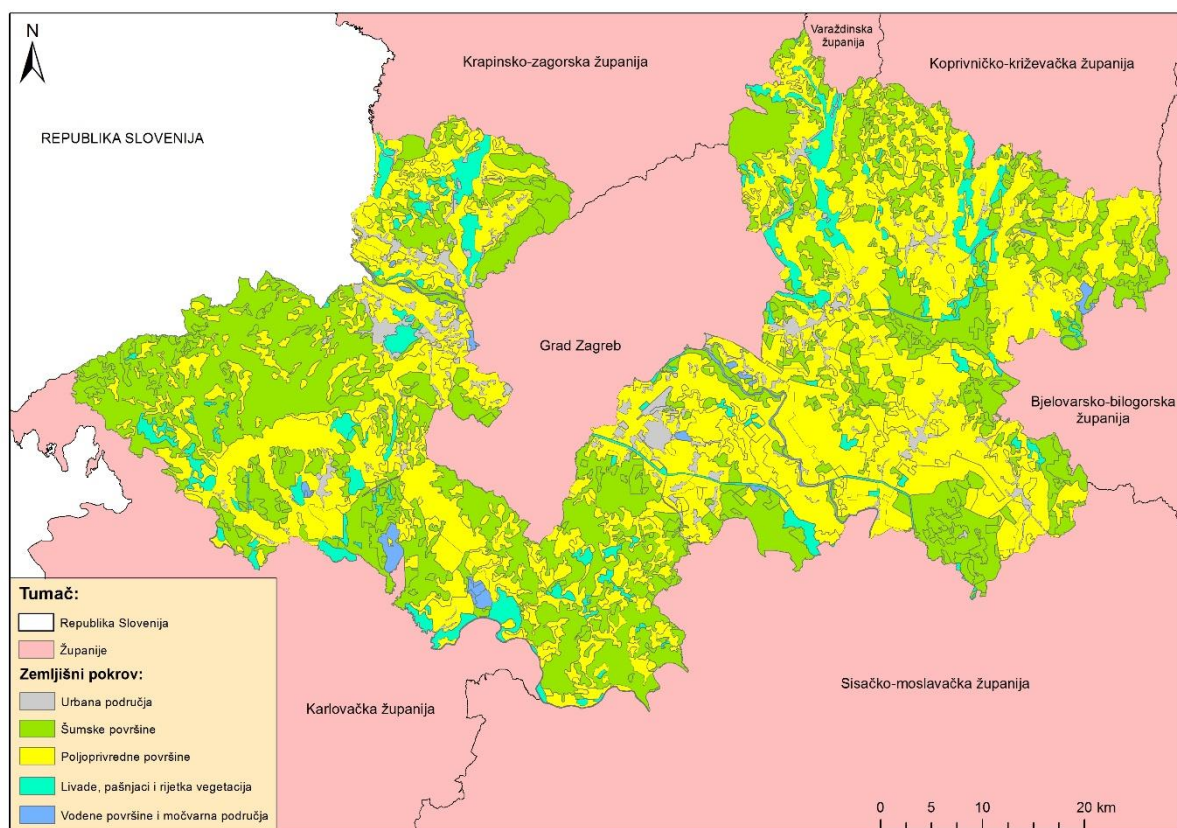 N
Varaždinska
županija
Krapinsko-zagorska županija
Koprivničko-križevačka županija
REPUBLIKA SLOVENIJA
Grad Zagreb
Bjelovarsko-bilogorska
županija
Sisačko-moslavačka županija
Karlovačka županija
Tumač:
Republika Slovenija
Županije
Zemljišni pokrov:
Urbana područja
Šumske površine
Poljoprivredne površine
Livade, pašnjaci i rijetka vegetacija
Vodene površine i močvarna područja
0 5 10 20 km